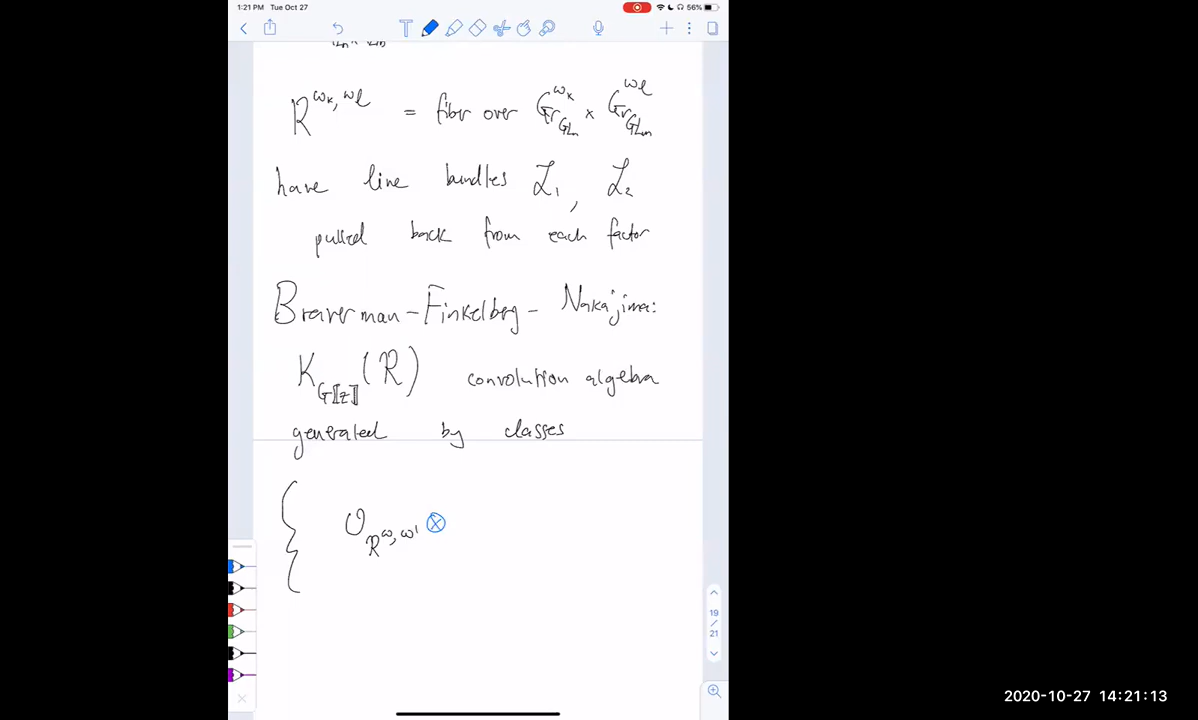 1:21 PM Tue Oct 27
56%
R^{ω_k, ω_l} = fiber over Gr^{ω_k}_{GL_n} × Gr^{ω_l}_{GL_m}
have line bundles L_1, L_2
pulled back from each factor
Braverman-Finkelberg-Nakajima:
K_{G⟦z⟧}(R) convolution algebra
generated by classes
{ O_{R^{ω,ω'}} ⊗
19
/
21
2020-10-27 14:21:13